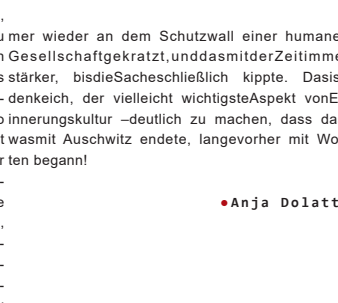 ,
u mer wieder an dem Schutzwall einer humane
n Gesellschaftgekratzt,unddasmitderZeitimme
s stärker, bisdieSacheschließlich kippte. Dasis
- denkeich, der vielleicht wichtigsteAspekt vonE
o innerungskultur –deutlich zu machen, dass da
t wasmit Auschwitz endete, langevorher mit Wo
r ten begann!
-
e •Anja Dolatt
,
-
-
-
-